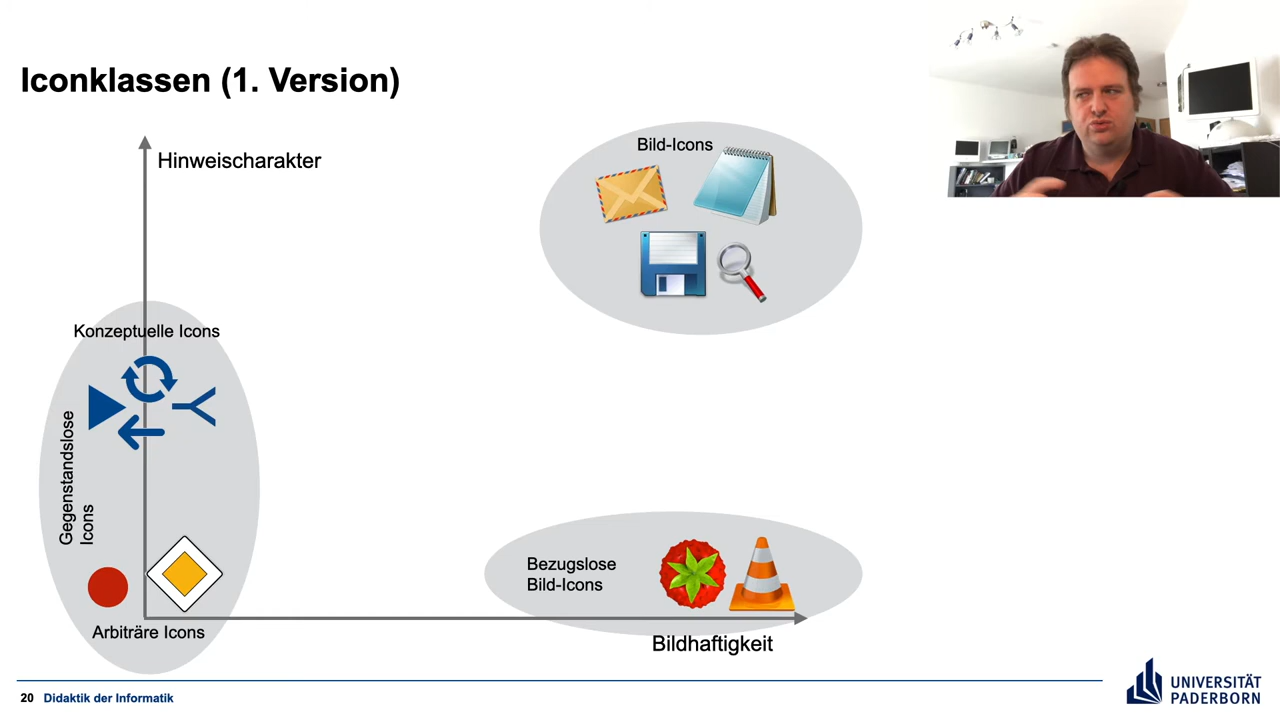 Iconklassen (1. Version)
Hinweischarakter
Bild-Icons
Konzeptuelle Icons
Gegenstandslose
Icons
Bezugslose
Bild-Icons
Arbiträre Icons
Bildhaftigkeit
20 Didaktik der Informatik
UNIVERSITÄT
PADERBORN